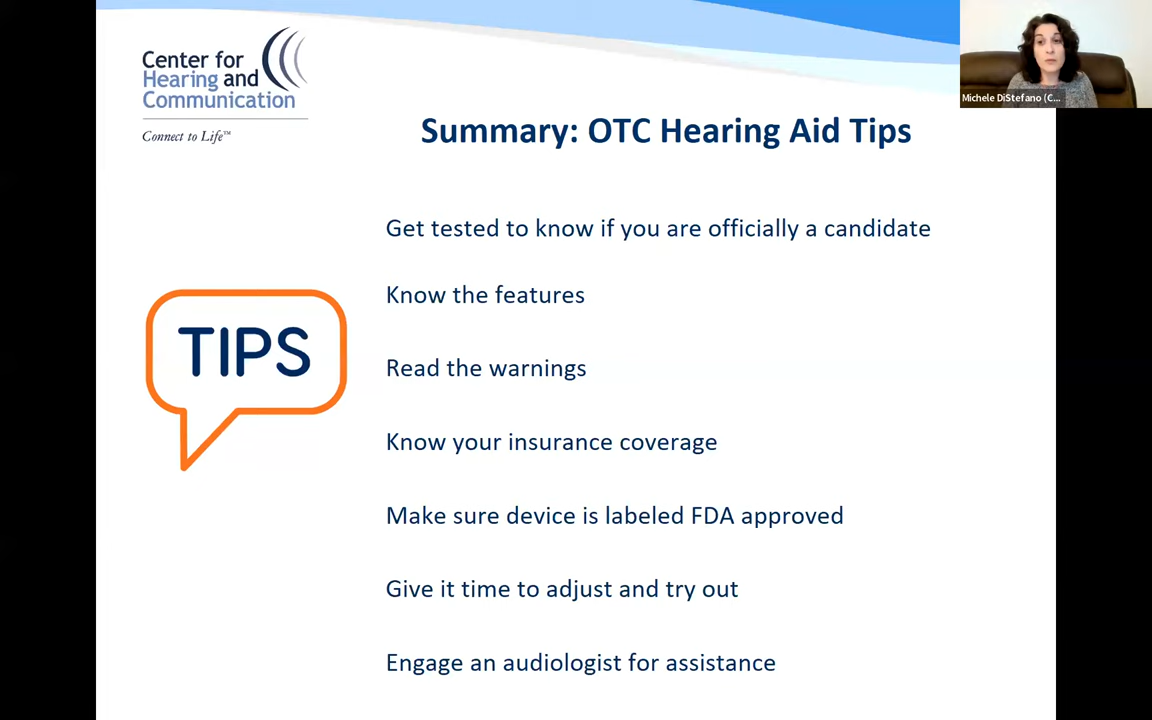 Center for
Hearing and
Communication
Connect to Life™
Michele DiStefano (C...
Summary: OTC Hearing Aid Tips
Get tested to know if you are officially a candidate
Know the features
TIPS
Read the warnings
Know your insurance coverage
Make sure device is labeled FDA approved
Give it time to adjust and try out
Engage an audiologist for assistance